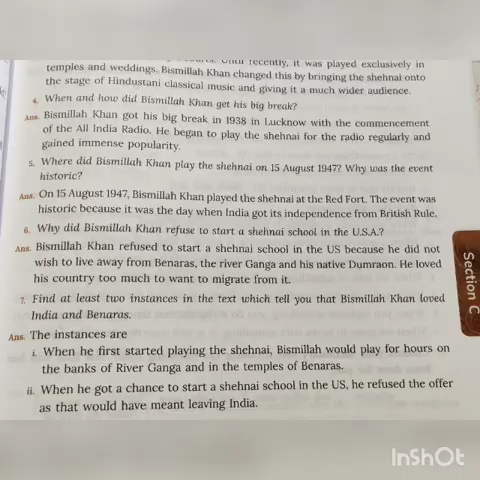 Until recently, it was played exclusively in
temples and weddings. Bismillah Khan changed this by bringing the shehnai onto
the stage of Hindustani classical music and giving it a much wider audience.
4. When and how did Bismillah Khan get his big break?
Ans. Bismillah Khan got his big break in 1938 in Lucknow with the commencement
of the All India Radio. He began to play the shehnai for the radio regularly and
gained immense popularity.
5. Where did Bismillah Khan play the shehnai on 15 August 1947? Why was the event
historic?
Ans. On 15 August 1947, Bismillah Khan played the shehnai at the Red Fort. The event was
historic because it was the day when India got its independence from British Rule.
6. Why did Bismillah Khan refuse to start a shehnai school in the U.S.A.?
Ans. Bismillah Khan refused to start a shehnai school in the US because he did not
wish to live away from Benaras, the river Ganga and his native Dumraon. He loved
his country too much to want to migrate from it.
7. Find at least two instances in the text which tell you that Bismillah Khan loved
India and Benaras.
Ans. The instances are
i. When he first started playing the shehnai, Bismillah would play for hours on
the banks of River Ganga and in the temples of Benaras.
ii. When he got a chance to start a shehnai school in the US, he refused the offer
as that would have meant leaving India.
Section C
InShOt